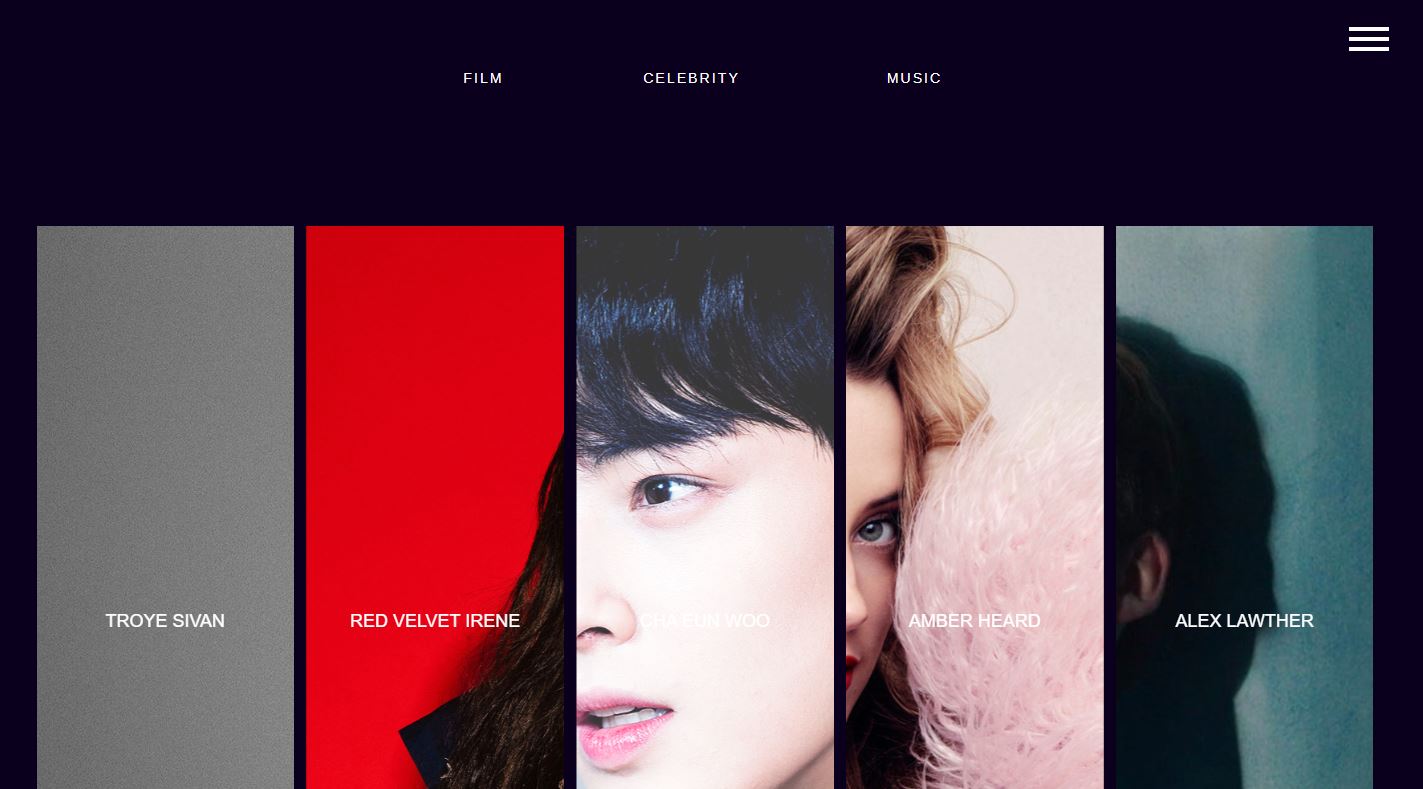 FILM
CELEBRITY
MUSIC
TROYE SIVAN
RED VELVET IRENE
CHA EUN WOO
AMBER HEARD
ALEX LAWTHER